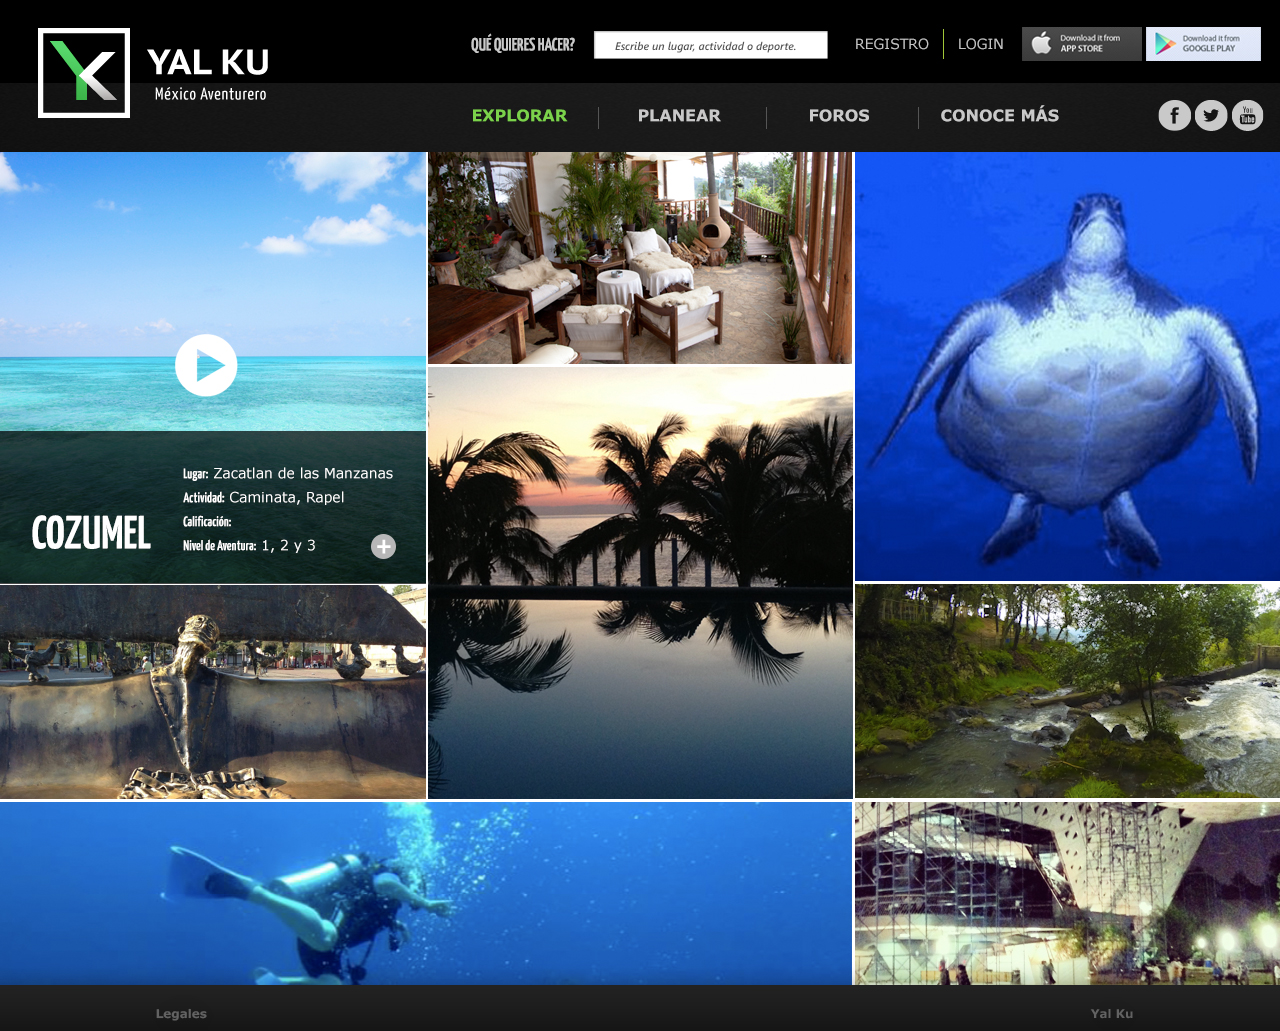 YAL KU
México Aventurero
QUÉ QUIERES HACER?
Escribe un lugar, actividad o deporte.
REGISTRO
LOGIN
Download it from
APP STORE
Download it from
GOOGLE PLAY
EXPLORAR
PLANEAR
FOROS
CONOCE MÁS
You
Tube
COZUMEL
Lugar: Zacatlan de las Manzanas
Actividad: Caminata, Rapel
Calificación:
Nivel de Aventura: 1, 2 y 3
Legales
Yal Ku